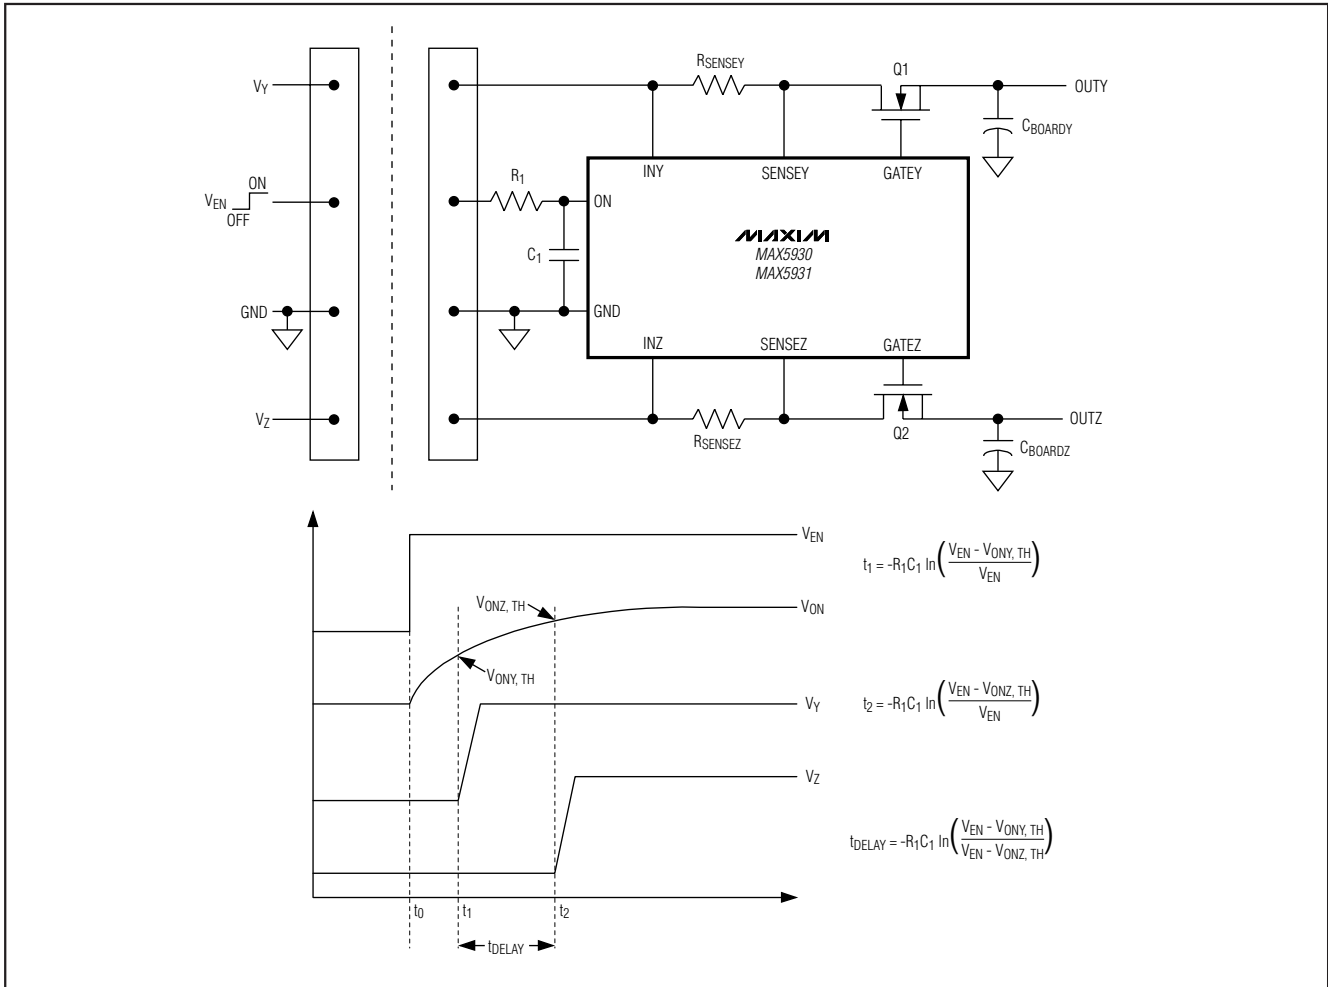 RSENSEY
Q1
VY
OUTY
CBOARDY
INY
SENSEY
GATEY
ON
VEN
OFF
R1
ON
C1
MAXIM
MAX5930
MAX5931
GND
GND
INZ
SENSEZ
GATEZ
VZ
RSENSEZ
Q2
OUTZ
CBOARDZ
VEN
t1 = -R1C1 ln(VEN - VONY, TH / VEN)
VONZ, TH
VON
VONY, TH
VY
t2 = -R1C1 ln(VEN - VONZ, TH / VEN)
VZ
tDELAY = -R1C1 ln(VEN - VONY, TH / VEN - VONZ, TH)
t0 t1 t2
tDELAY